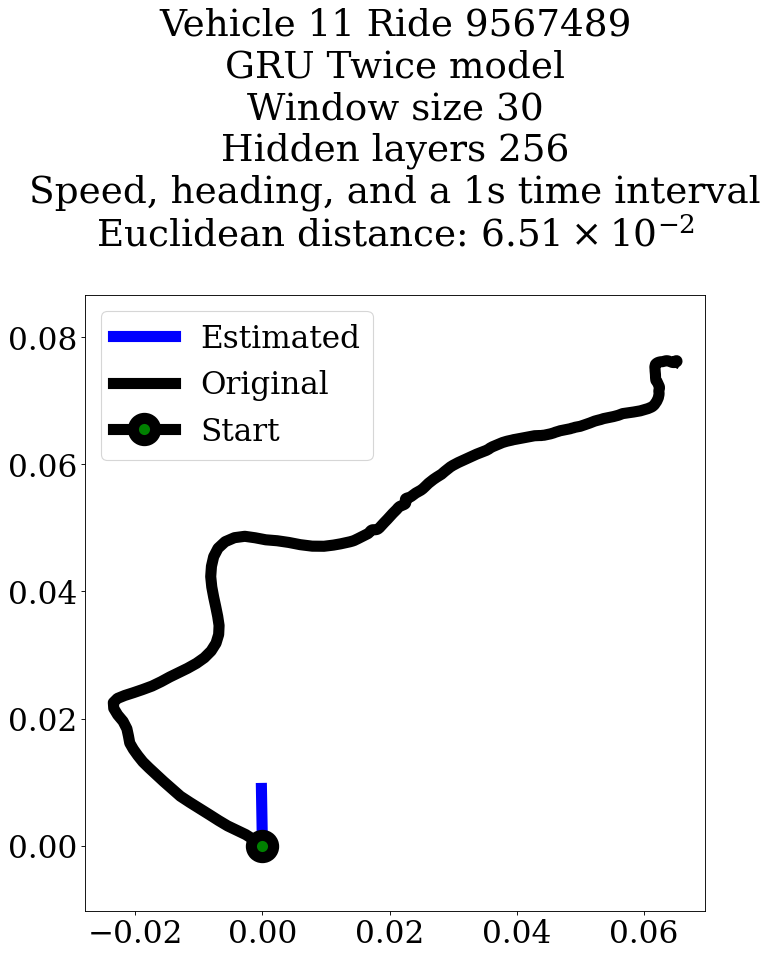 Vehicle 11 Ride 9567489
GRU Twice model
Window size 30
Hidden layers 256
Speed, heading, and a 1s time interval
Euclidean distance: 6.51 × 10⁻²
Estimated
Original
Start
0.08
0.06
0.04
0.02
0.00
−0.02 0.00 0.02 0.04 0.06